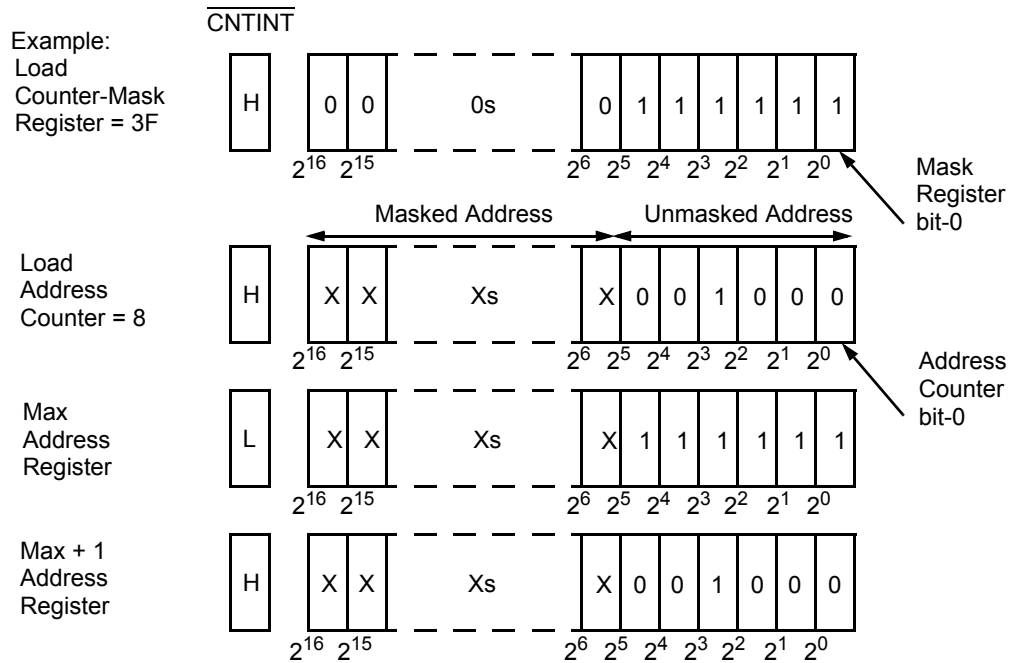 CNTINT
Example:
Load
Counter-Mask
Register = 3F
H 0 0 0s 0 1 1 1 1 1 1
2^16 2^15 2^6 2^5 2^4 2^3 2^2 2^1 2^0
Mask
Register
bit-0
Masked Address Unmasked Address
Load
Address
Counter = 8
H X X Xs X 0 0 1 0 0 0
2^16 2^15 2^6 2^5 2^4 2^3 2^2 2^1 2^0
Address
Counter
bit-0
Max
Address
Register
L X X Xs X 1 1 1 1 1 1
2^16 2^15 2^6 2^5 2^4 2^3 2^2 2^1 2^0
Max + 1
Address
Register
H X X Xs X 0 0 1 0 0 0
2^16 2^15 2^6 2^5 2^4 2^3 2^2 2^1 2^0